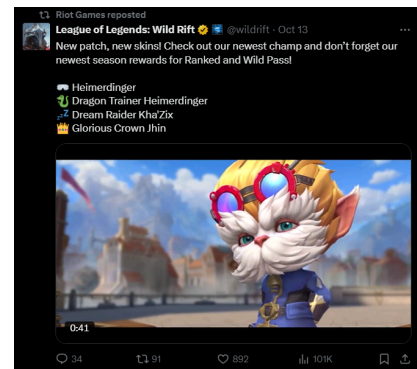 Riot Games reposted
League of Legends: Wild Rift @wildrift · Oct 13
New patch, new skins! Check out our newest champ and don't forget our
newest season rewards for Ranked and Wild Pass!
🥽 Heimerdinger
🐉 Dragon Trainer Heimerdinger
💤 Dream Raider Kha'Zix
👑 Glorious Crown Jhin
0:41
34 91 892 101K